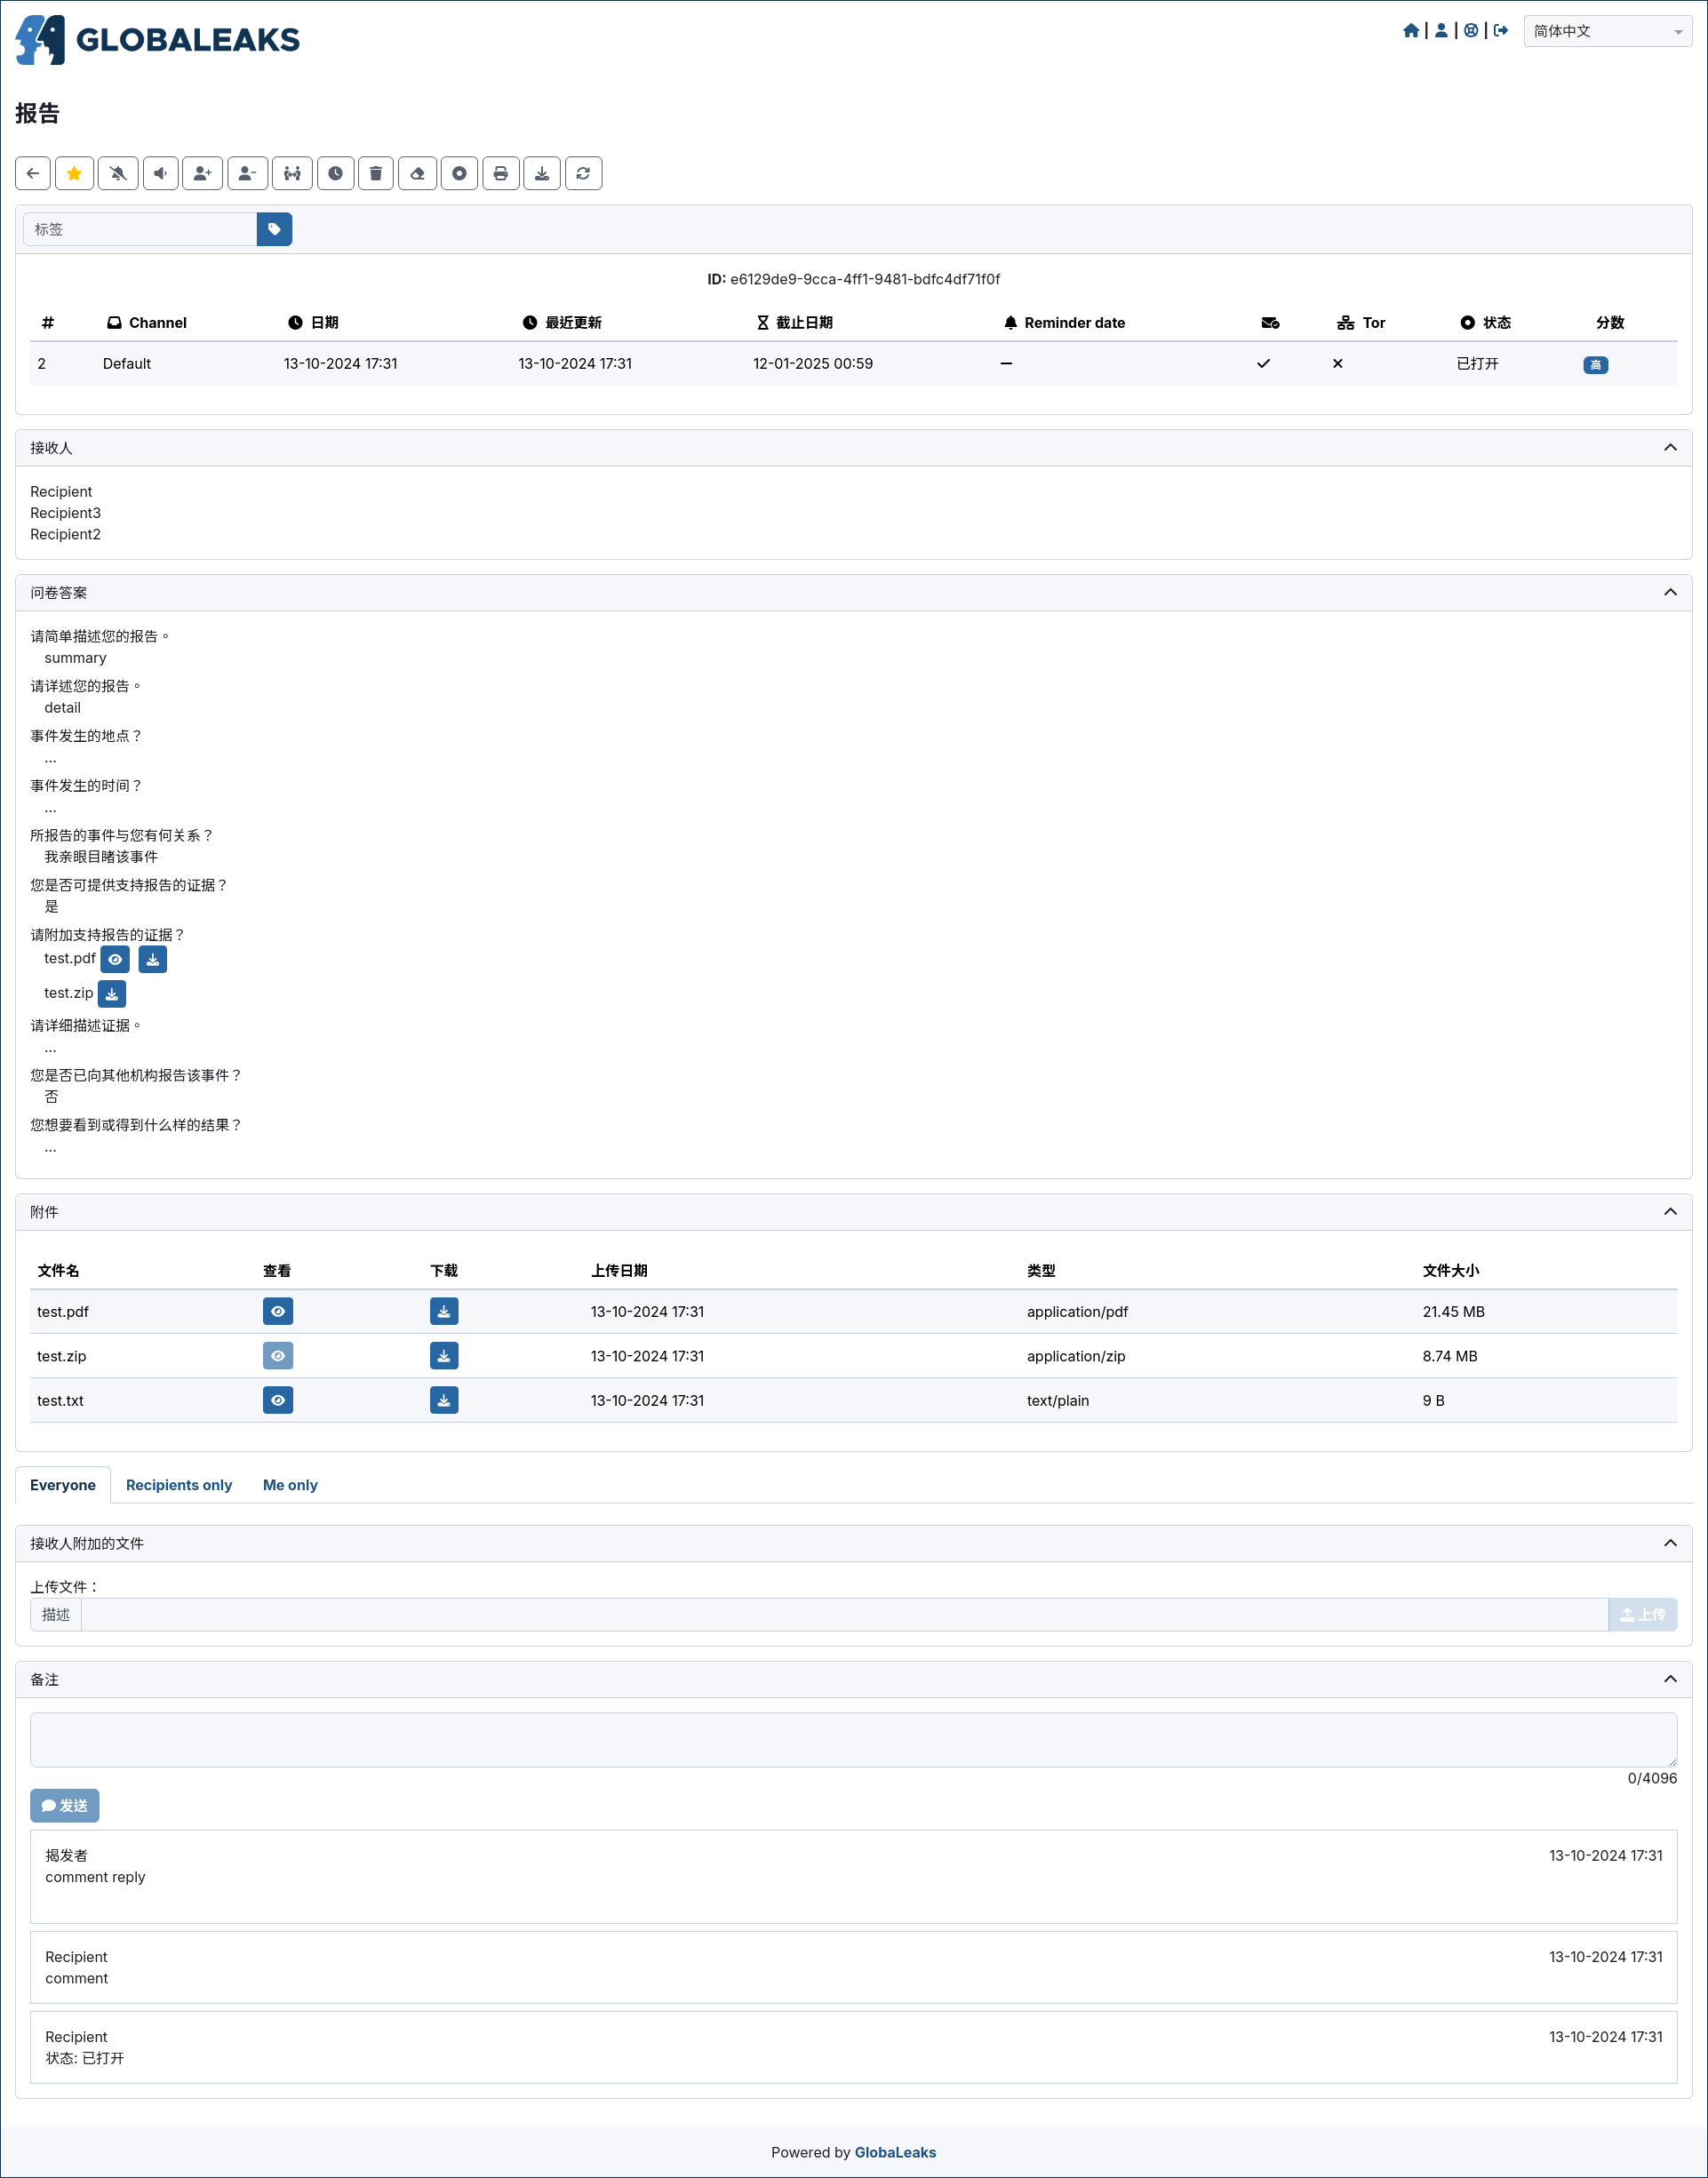 GLOBALEAKS
简体中文
报告
标签
ID: e6129de9-9cca-4ff1-9481-bdfc4df71f0f
# Channel 日期 最近更新 截止日期 Reminder date Tor 状态 分数
2 Default 13-10-2024 17:31 13-10-2024 17:31 12-01-2025 00:59 — 已打开 高
接收人
Recipient
Recipient3
Recipient2
问卷答案
请简单描述您的报告。
summary
请详述您的报告。
detail
事件发生的地点？
...
事件发生的时间？
...
所报告的事件与您有何关系？
我亲眼目睹该事件
您是否可提供支持报告的证据？
是
请附加支持报告的证据？
test.pdf
test.zip
请详细描述证据。
...
您是否已向其他机构报告该事件？
否
您想要看到或得到什么样的结果？
...
附件
文件名 查看 下载 上传日期 类型 文件大小
test.pdf 13-10-2024 17:31 application/pdf 21.45 MB
test.zip 13-10-2024 17:31 application/zip 8.74 MB
test.txt 13-10-2024 17:31 text/plain 9 B
Everyone Recipients only Me only
接收人附加的文件
上传文件：
描述 上传
备注
0/4096
发送
揭发者 13-10-2024 17:31
comment reply
Recipient 13-10-2024 17:31
comment
Recipient 13-10-2024 17:31
状态: 已打开
Powered by GlobaLeaks